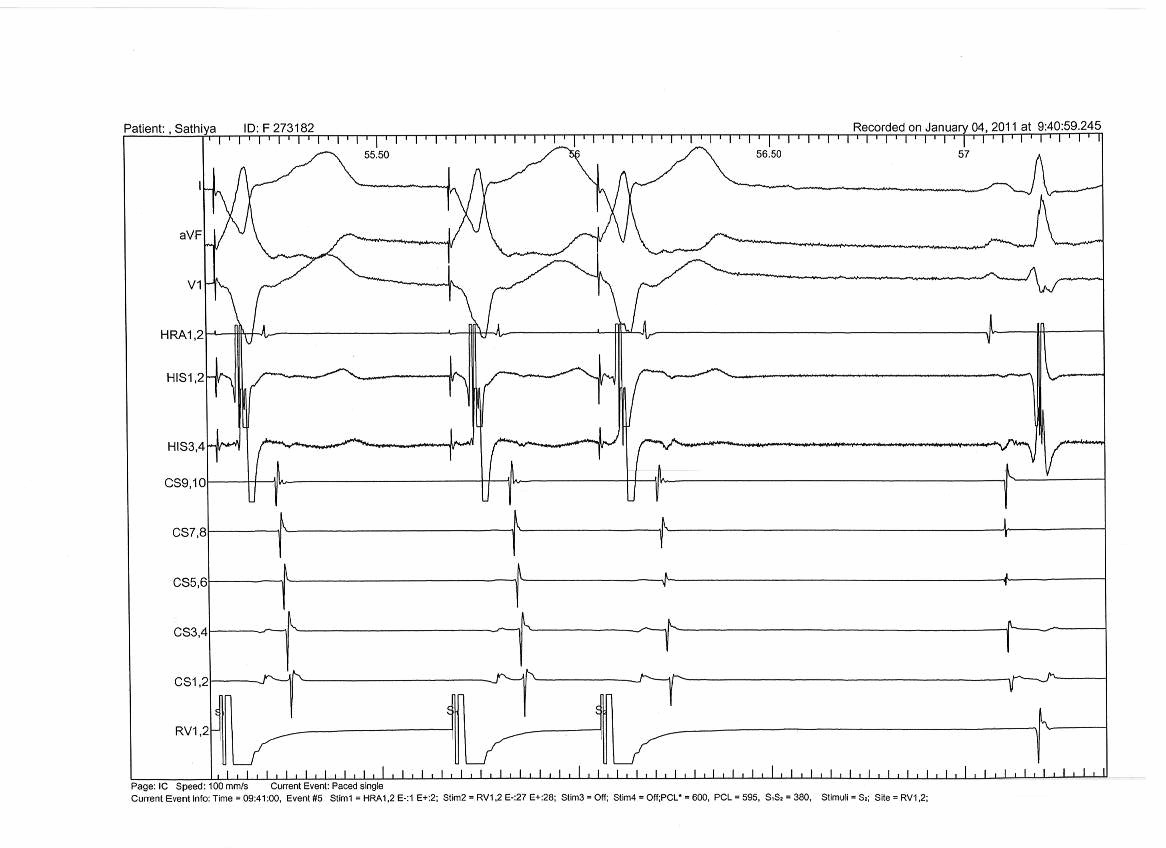 Patient: , Sathiya ID: F 273182 Recorded on January 04, 2011 at 9:40:59.245
55.50 56 56.50 57
I
aVF
V1
HRA1,2
HIS1,2
HIS3,4
CS9,10
CS7,8
CS5,6
CS3,4
CS1,2
S S S₂
RV1,2
Page: IC Speed: 100 mm/s Current Event: Paced single
Current Event Info: Time = 09:41:00, Event #5 Stim1 = HRA1,2 E-:1 E+:2; Stim2 = RV1,2 E-:27 E+:28; Stim3 = Off; Stim4 = Off;PCL* = 600, PCL = 595, S₁S₂ = 380, Stimuli = S₂; Site = RV1,2;